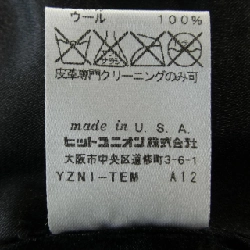 ウール 100%
皮革専門クリーニングのみ可
made in U.S.A.
ヒットユニオン株式会社
大阪市中央区道修町3-6-1
YZNI-TEM A12